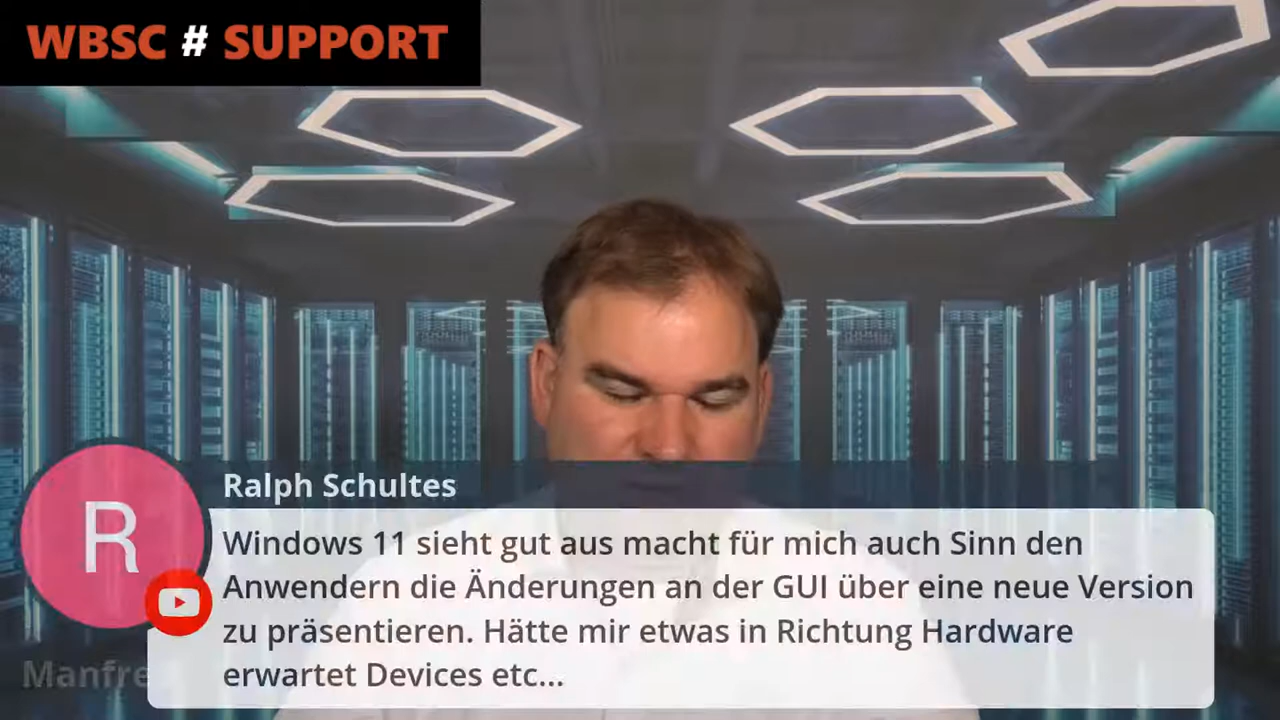 WBSC # SUPPORT
Ralph Schultes
R
Windows 11 sieht gut aus macht für mich auch Sinn den
Anwendern die Änderungen an der GUI über eine neue Version
zu präsentieren. Hätte mir etwas in Richtung Hardware
erwartet Devices etc...
Manfre